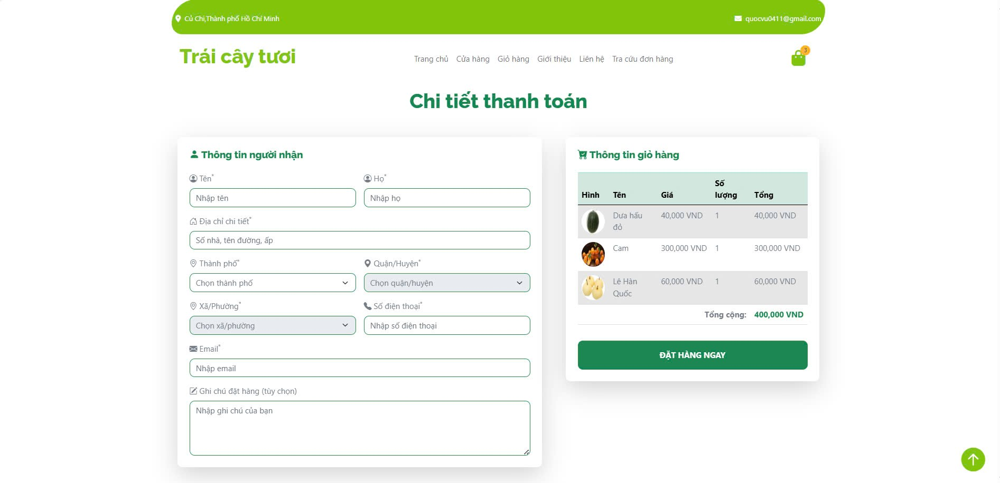 Củ Chi,Thành phố Hồ Chí Minh
quocvu0411@gmail.com
Trái cây tươi
Trang chủ Cửa hàng Giỏ hàng Giới thiệu Liên hệ Tra cứu đơn hàng
3
Chi tiết thanh toán
Thông tin người nhận
Tên*
Họ*
Nhập tên
Nhập họ
Địa chỉ chi tiết*
Số nhà, tên đường, ấp
Thành phố*
Quận/Huyện*
Chọn thành phố
Chọn quận/huyện
Xã/Phường*
Số điện thoại*
Chọn xã/phường
Nhập số điện thoại
Email*
Nhập email
Ghi chú đặt hàng (tùy chọn)
Nhập ghi chú của bạn
Thông tin giỏ hàng
Hình Tên Giá Số lượng Tổng
Dưa hấu đỏ 40,000 VND 1 40,000 VND
Cam 300,000 VND 1 300,000 VND
Lê Hàn Quốc 60,000 VND 1 60,000 VND
Tổng cộng: 400,000 VND
ĐẶT HÀNG NGAY